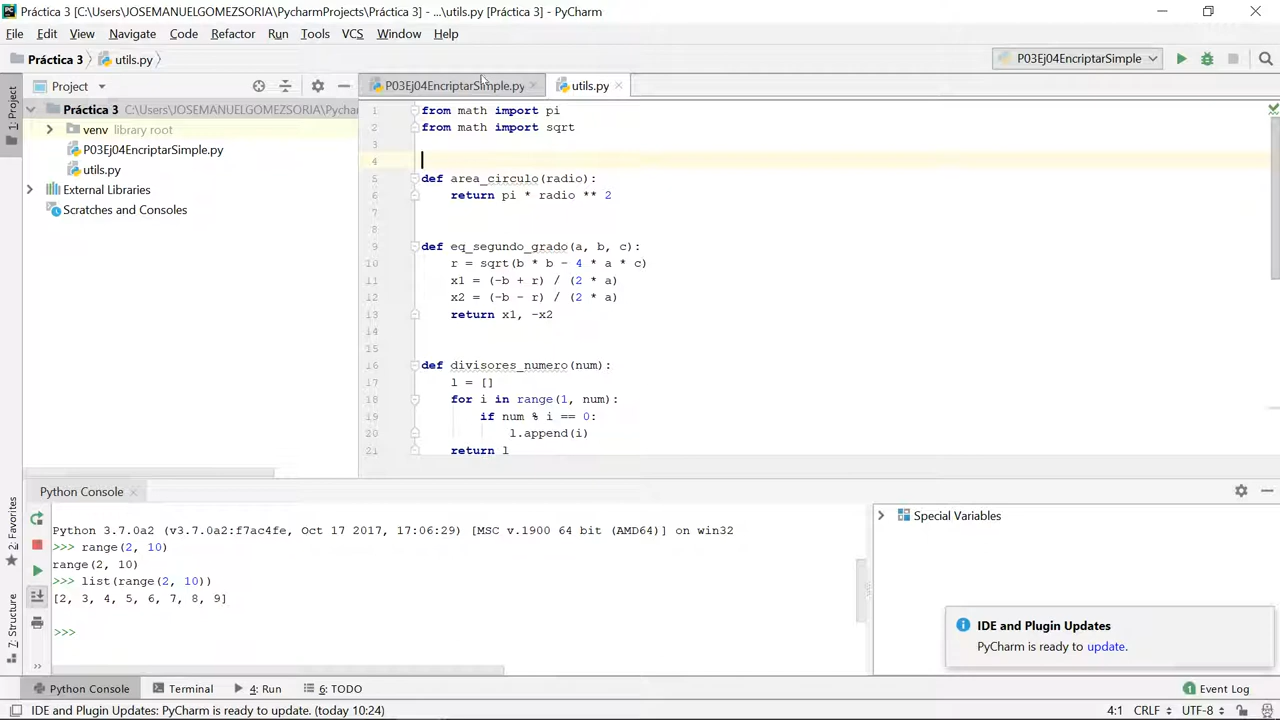 Práctica 3 [C:\Users\JOSEMANUELGOMEZSORIA\PycharmProjects\Práctica 3] - ...\utils.py [Práctica 3] - PyCharm
File Edit View Navigate Code Refactor Run Tools VCS Window Help
Práctica 3 utils.py P03Ej04EncriptarSimple
Project P03Ej04EncriptarSimple.py utils.py
1: Project
Práctica 3 C:\Users\JOSEMANUELGOMEZSORIA\Pychar
venv library root
P03Ej04EncriptarSimple.py
utils.py
External Libraries
Scratches and Consoles
1 from math import pi
2 from math import sqrt
3
4
5 def area_circulo(radio):
6 return pi * radio ** 2
7
8
9 def eq_segundo_grado(a, b, c):
10 r = sqrt(b * b - 4 * a * c)
11 x1 = (-b + r) / (2 * a)
12 x2 = (-b - r) / (2 * a)
13 return x1, -x2
14
15
16 def divisores_numero(num):
17 l = []
18 for i in range(1, num):
19 if num % i == 0:
20 l.append(i)
21 return l
Python Console
2: Favorites
7: Structure
Python 3.7.0a2 (v3.7.0a2:f7ac4fe, Oct 17 2017, 17:06:29) [MSC v.1900 64 bit (AMD64)] on win32
>>> range(2, 10)
range(2, 10)
>>> list(range(2, 10))
[2, 3, 4, 5, 6, 7, 8, 9]
>>>
Special Variables
IDE and Plugin Updates
PyCharm is ready to update.
Python Console Terminal 4: Run 6: TODO Event Log
IDE and Plugin Updates: PyCharm is ready to update. (today 10:24) 4:1 CRLF UTF-8